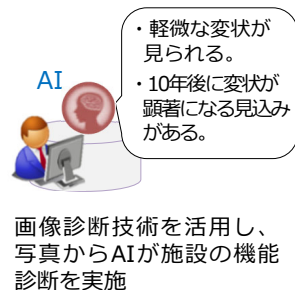 ・軽微な変状が
見られる。
・10年後に変状が
顕著になる見込み
がある。
AI
画像診断技術を活用し、
写真からAIが施設の機能
診断を実施